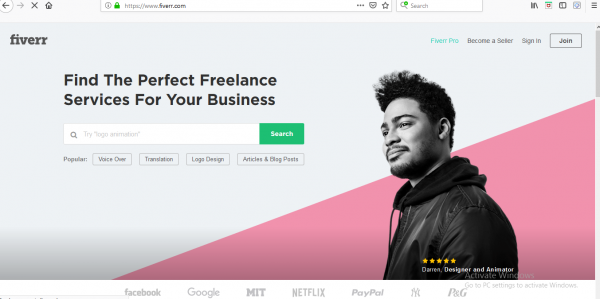 https://www.fiverr.com
Search
fiverr
Fiverr Pro
Become a Seller
Sign In
Join
Find The Perfect Freelance
Services For Your Business
Try "logo animation"
Search
Popular:
Voice Over
Translation
Logo Design
Articles & Blog Posts
Darren, Designer and Animator
Activate Windows
Go to PC settings to activate Windows.
facebook
Google
MIT
NETFLIX
PayPal
P&G